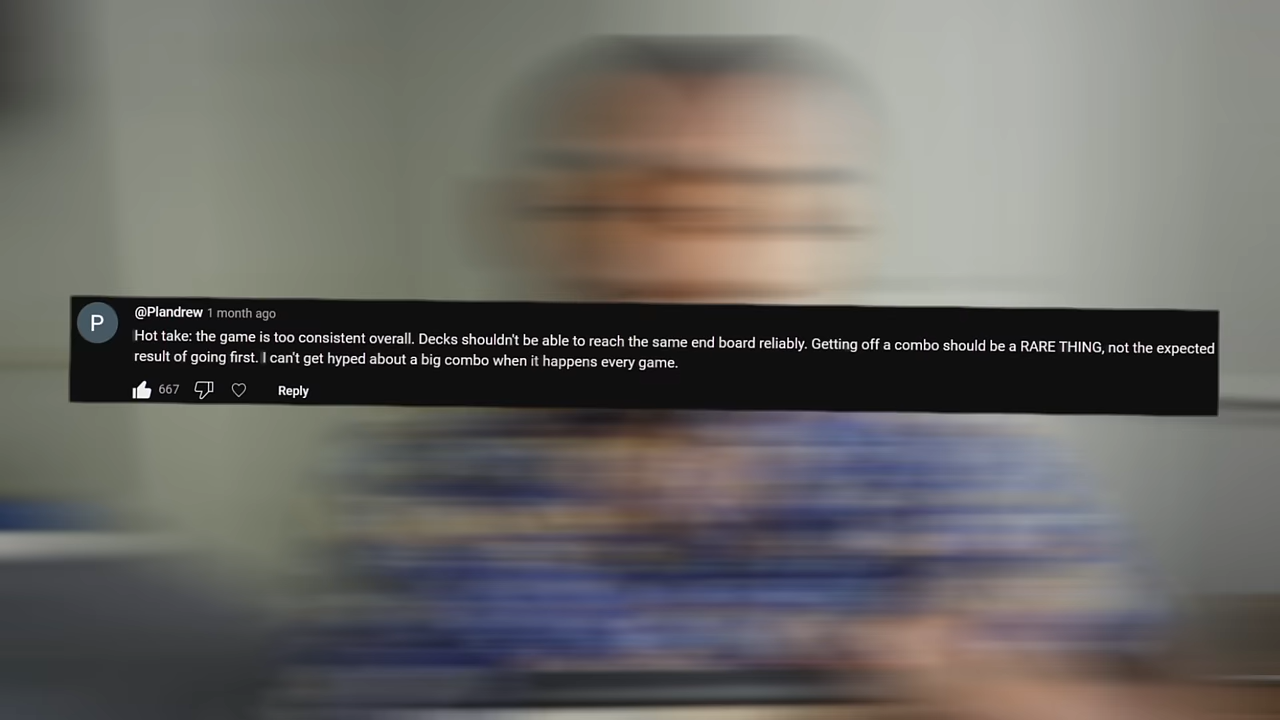 P
@Plandrew 1 month ago
Hot take: the game is too consistent overall. Decks shouldn't be able to reach the same end board reliably. Getting off a combo should be a RARE THING, not the expected
result of going first. I can't get hyped about a big combo when it happens every game.
667 Reply